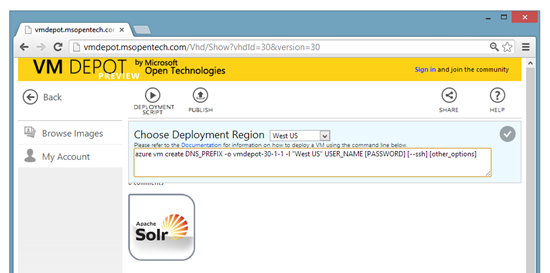 vmdepot.msopentech.com/
vmdepot.msopentech.com/Vhd/Show?vhdId=30&version=30
VM DEPOT by Microsoft
Open Technologies
PREVIEW
Sign in and join the community
Back
DEPLOYMENT
SCRIPT
PUBLISH
SHARE
HELP
Browse Images
My Account
Choose Deployment Region West US
Please refer to the Documentation for information on how to deploy a VM using the command line below.
azure vm create DNS_PREFIX -o vmdepot-30-1-1 -l "West US" USER_NAME [PASSWORD] [--ssh] [other_options]
0 comments
Apache
Solr